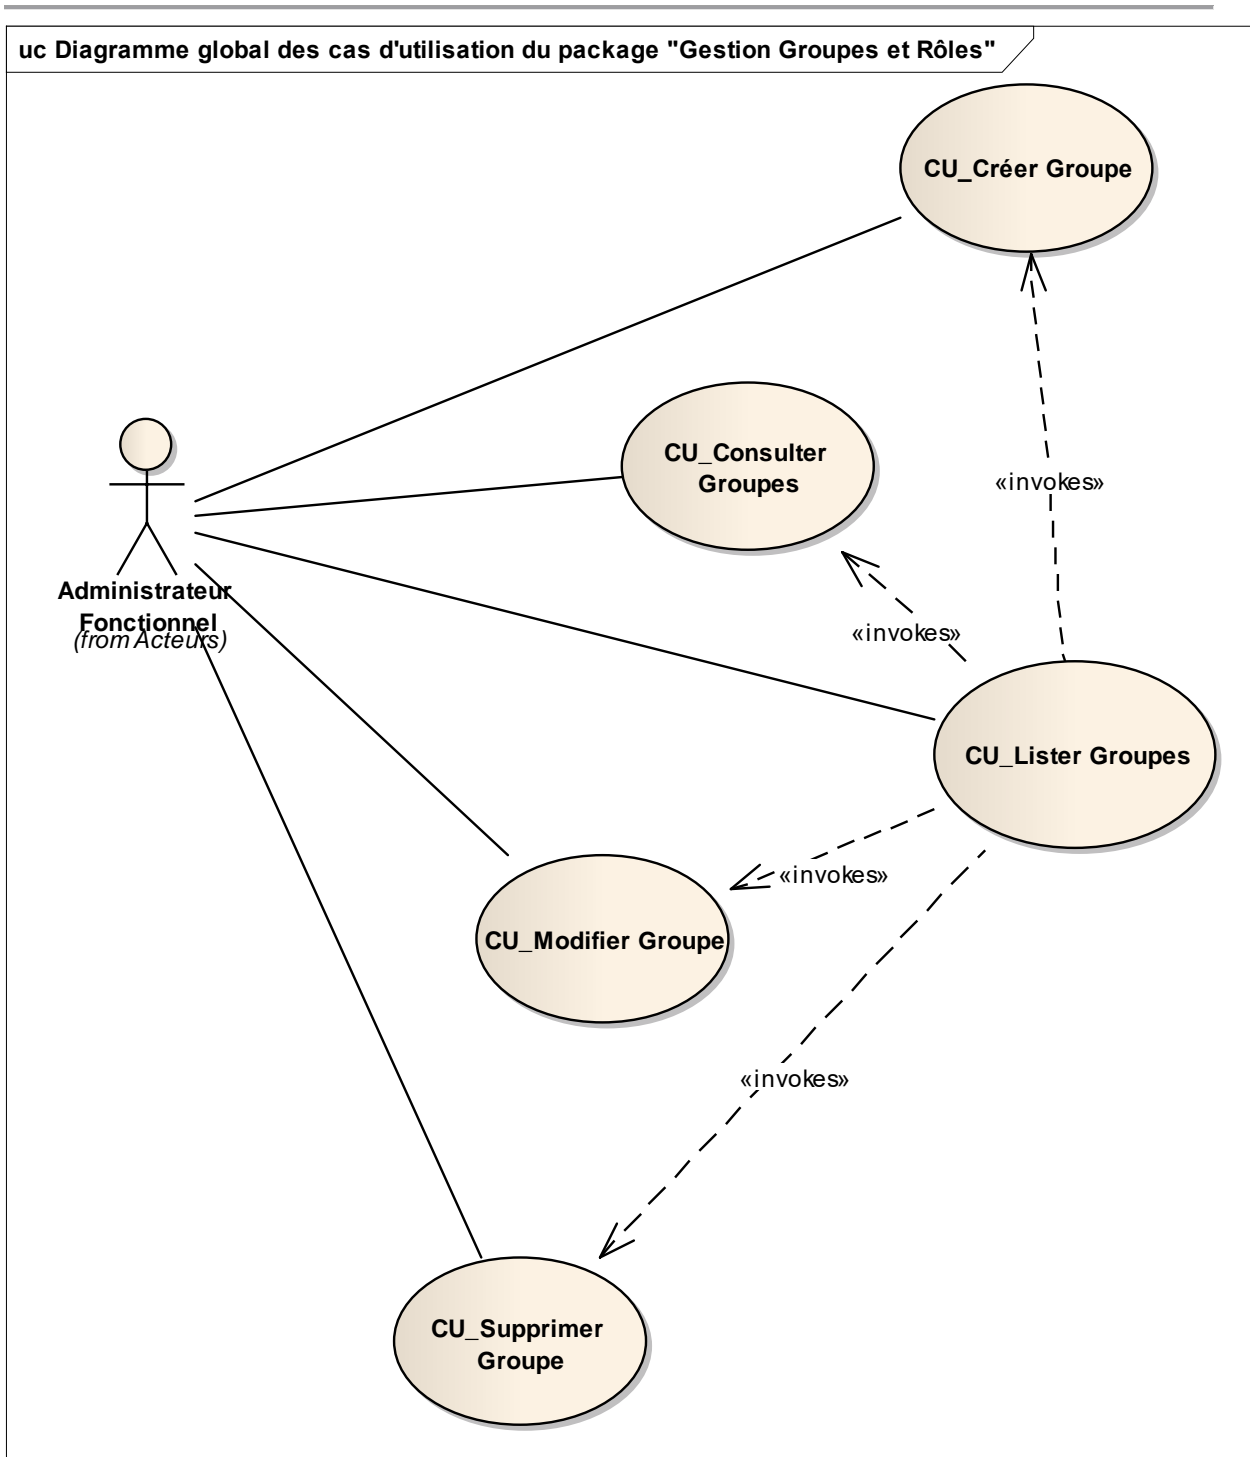 uc Diagramme global des cas d'utilisation du package "Gestion Groupes et Rôles"
CU_Créer Groupe
CU_Consulter
Groupes
«invokes»
Administrateur
Fonctionnel
(from Acteurs)
«invokes»
CU_Lister Groupes
«invokes»
CU_Modifier Groupe
«invokes»
CU_Supprimer
Groupe